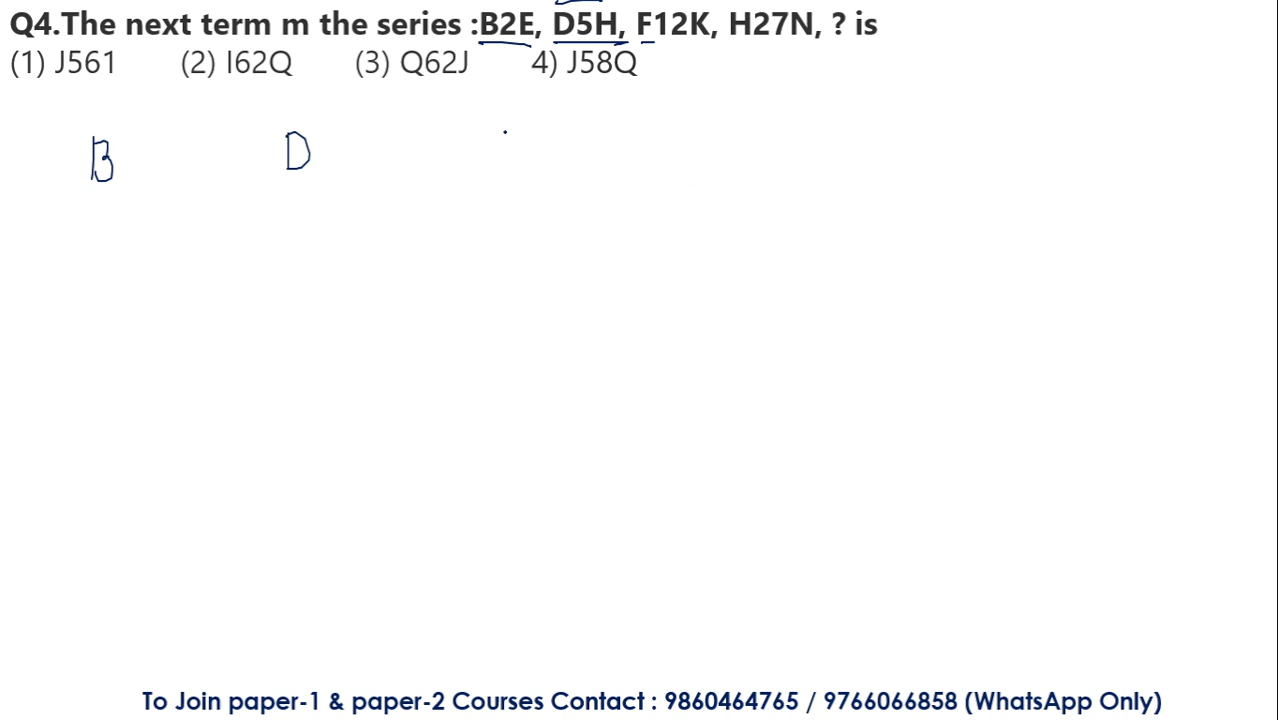 Q4.The next term m the series :B2E, D5H, F12K, H27N, ? is
(1) J561 (2) I62Q (3) Q62J 4) J58Q
B D
To Join paper-1 & paper-2 Courses Contact : 9860464765 / 9766066858 (WhatsApp Only)